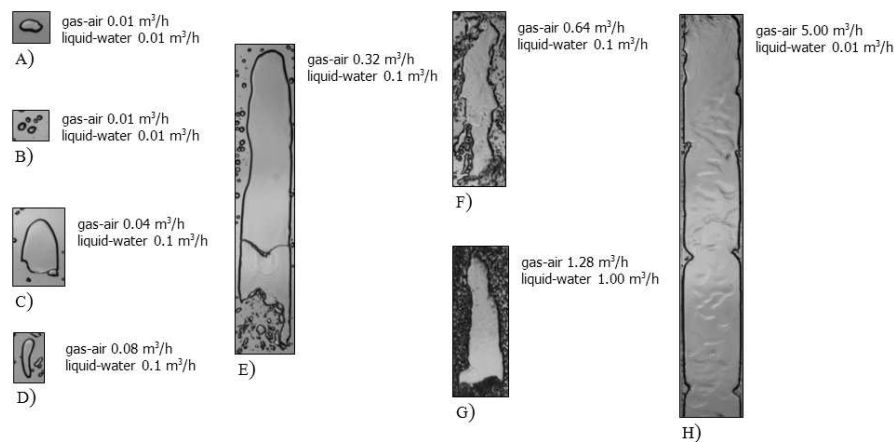 gas-air 0.01 m³/h
liquid-water 0.01 m³/h
A)
gas-air 0.01 m³/h
liquid-water 0.01 m³/h
B)
gas-air 0.04 m³/h
liquid-water 0.1 m³/h
C)
gas-air 0.08 m³/h
liquid-water 0.1 m³/h
D)
gas-air 0.32 m³/h
liquid-water 0.1 m³/h
E)
gas-air 0.64 m³/h
liquid-water 0.1 m³/h
F)
gas-air 1.28 m³/h
liquid-water 1.00 m³/h
G)
gas-air 5.00 m³/h
liquid-water 0.01 m³/h
H)